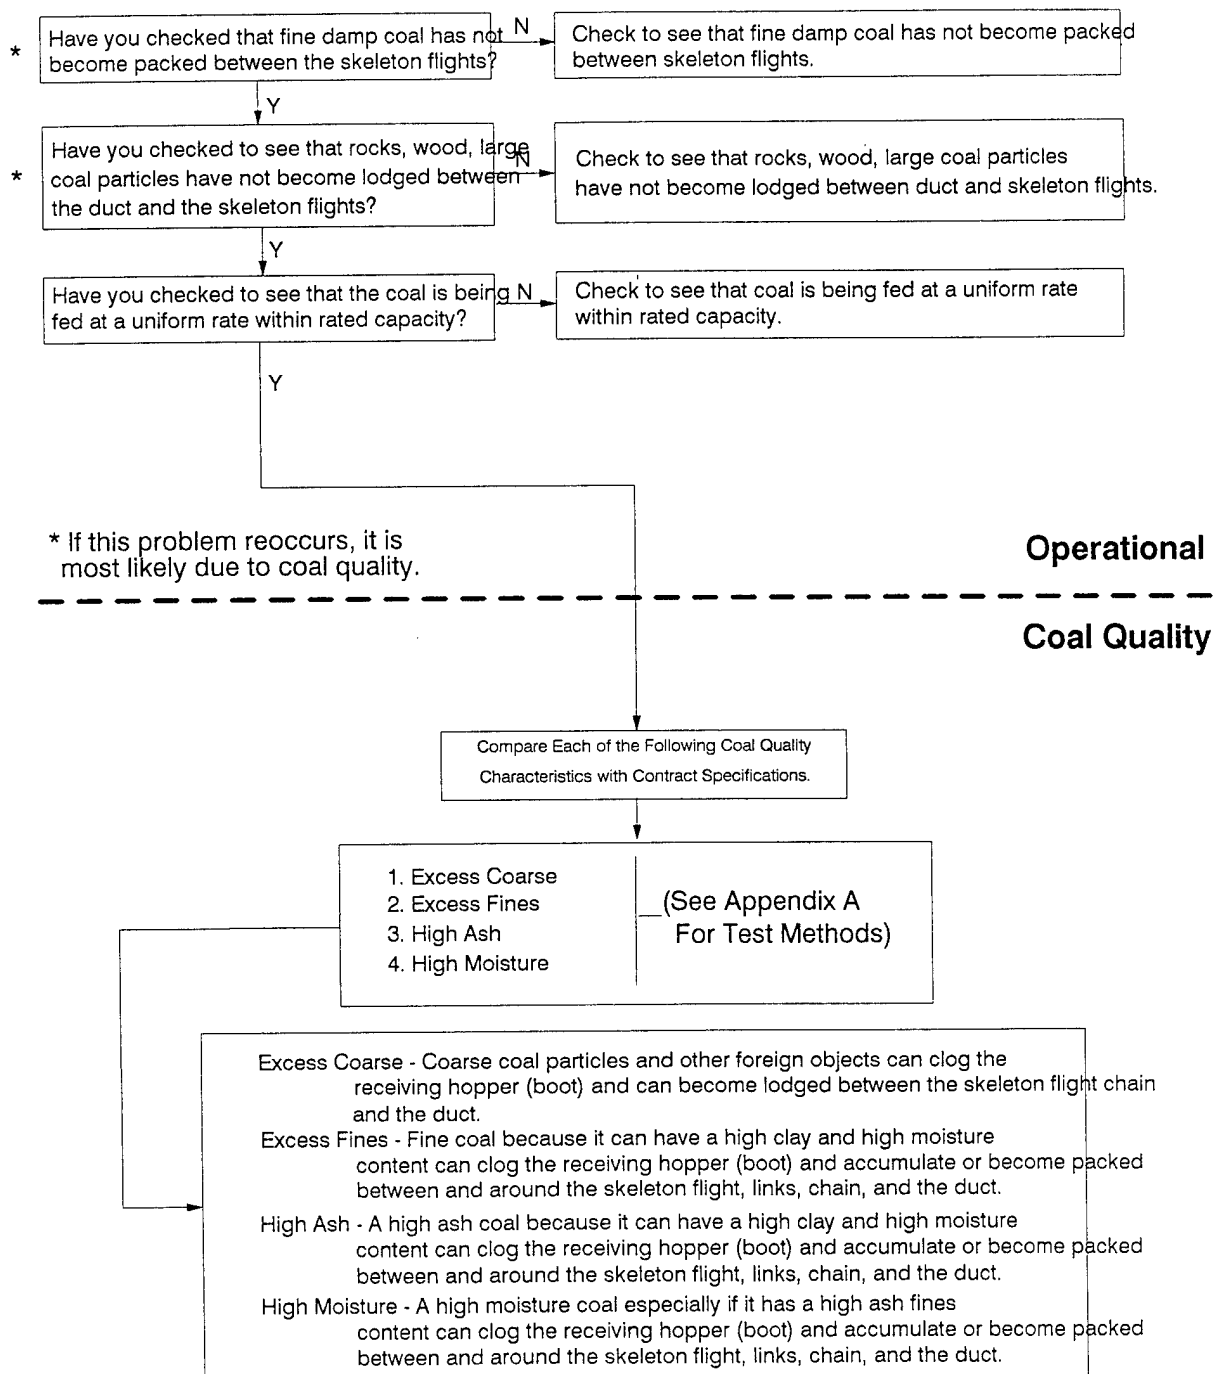 * Have you checked that fine damp coal has not N Check to see that fine damp coal has not become packed
become packed between the skeleton flights? between skeleton flights.
Y
Have you checked to see that rocks, wood, large N Check to see that rocks, wood, large coal particles
* coal particles have not become lodged between have not become lodged between duct and skeleton flights.
the duct and the skeleton flights?
Y
Have you checked to see that the coal is being N Check to see that coal is being fed at a uniform rate
fed at a uniform rate within rated capacity? within rated capacity.
Y
* If this problem reoccurs, it is
most likely due to coal quality.
Operational
Coal Quality
Compare Each of the Following Coal Quality
Characteristics with Contract Specifications.
1. Excess Coarse
2. Excess Fines
3. High Ash
4. High Moisture
(See Appendix A
For Test Methods)
Excess Coarse - Coarse coal particles and other foreign objects can clog the
receiving hopper (boot) and can become lodged between the skeleton flight chain
and the duct.
Excess Fines - Fine coal because it can have a high clay and high moisture
content can clog the receiving hopper (boot) and accumulate or become packed
between and around the skeleton flight, links, chain, and the duct.
High Ash - A high ash coal because it can have a high clay and high moisture
content can clog the receiving hopper (boot) and accumulate or become packed
between and around the skeleton flight, links, chain, and the duct.
High Moisture - A high moisture coal especially if it has a high ash fines
content can clog the receiving hopper (boot) and accumulate or become packed
between and around the skeleton flight, links, chain, and the duct.